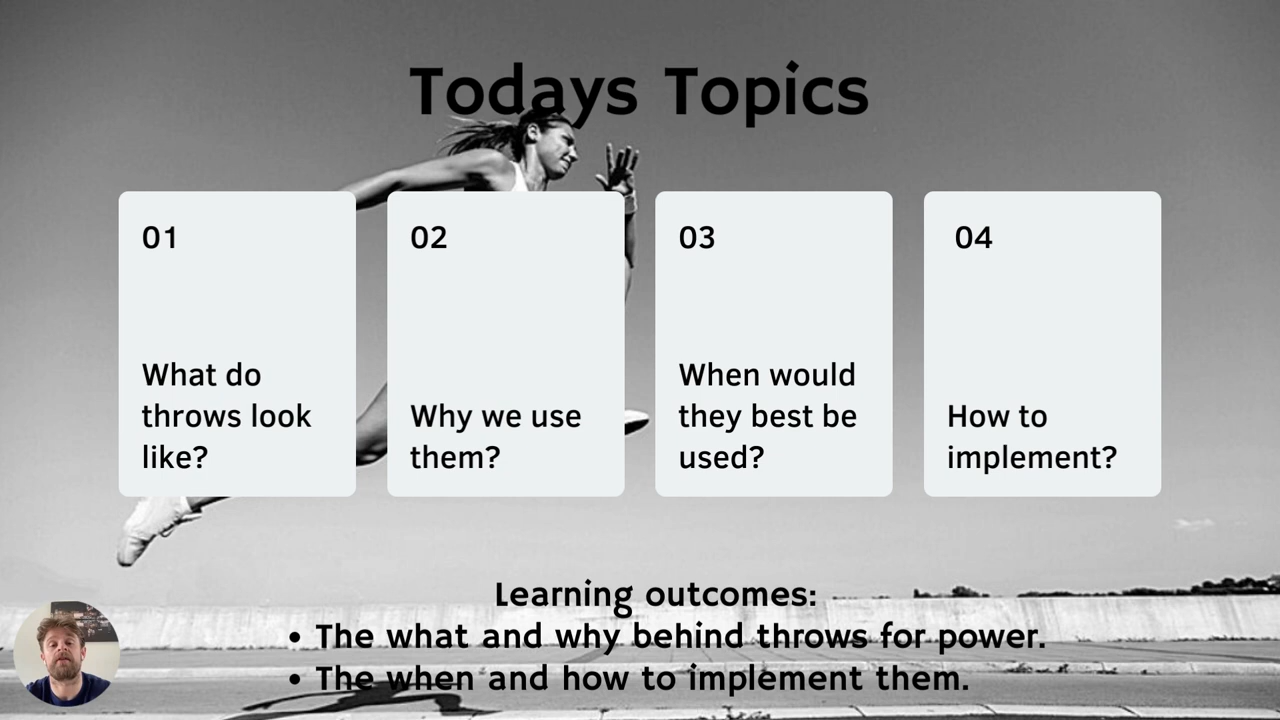 Todays Topics
01
What do
throws look
like?
02
Why we use
them?
03
When would
they best be
used?
04
How to
implement?
Learning outcomes:
• The what and why behind throws for power.
• The when and how to implement them.